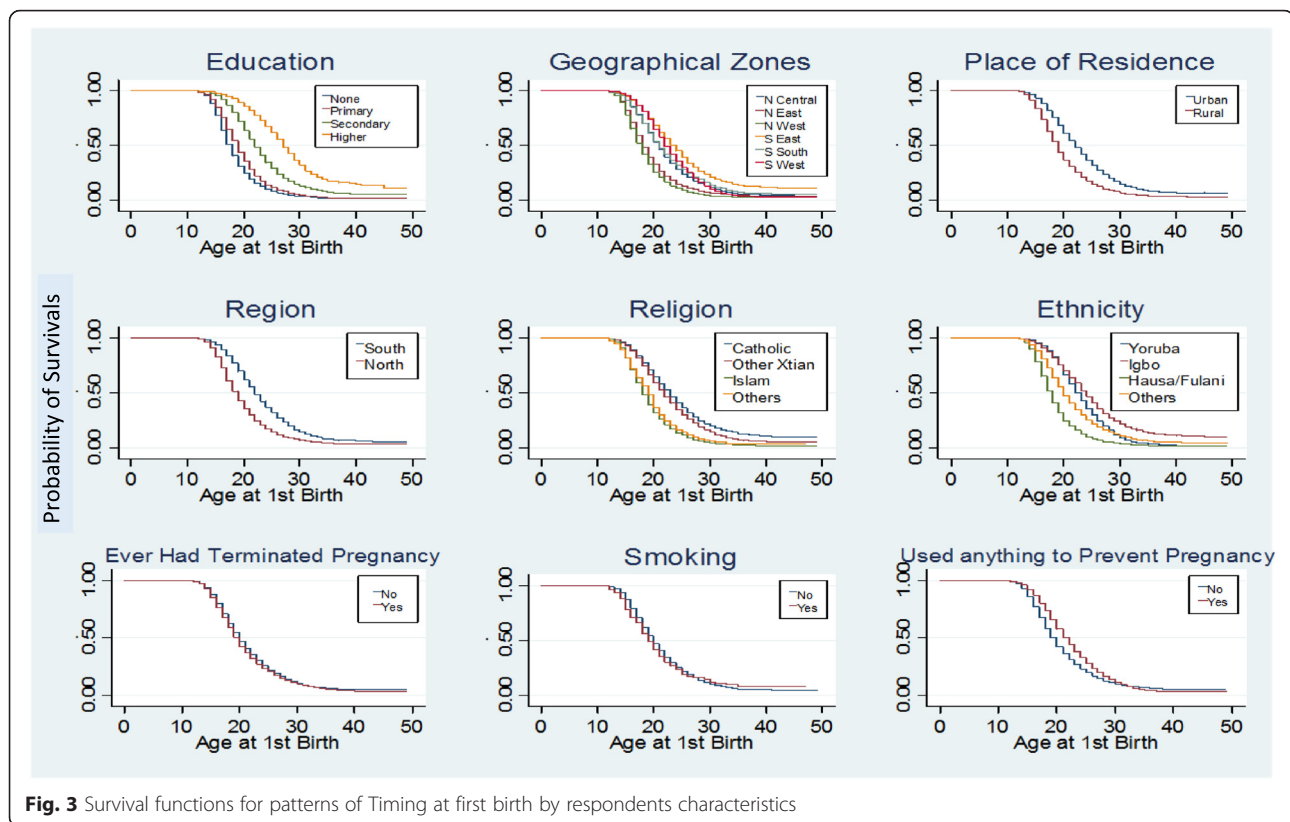 Education
Geographical Zones
Place of Residence
1.00
0.50
0.00
None
Primary
Secondary
Higher
0 10 20 30 40 50
Age at 1st Birth
1.00
0.50
0.00
N Central
N East
N West
S East
S South
S West
0 10 20 30 40 50
Age at 1st Birth
1.00
0.50
0.00
Urban
Rural
0 10 20 30 40 50
Age at 1st Birth
Probability of Survivals
Region
Religion
Ethnicity
1.00
0.50
0.00
South
North
0 10 20 30 40 50
Age at 1st Birth
1.00
0.50
0.00
Catholic
Other Xtian
Islam
Others
0 10 20 30 40 50
Age at 1st Birth
1.00
0.50
0.00
Yoruba
Igbo
Hausa/Fulani
Others
0 10 20 30 40 50
Age at 1st Birth
Ever Had Terminated Pregnancy
Smoking
Used anything to Prevent Pregnancy
1.00
0.50
0.00
No
Yes
0 10 20 30 40 50
Age at 1st Birth
1.00
0.50
0.00
No
Yes
0 10 20 30 40 50
Age at 1st Birth
1.00
0.50
0.00
No
Yes
0 10 20 30 40 50
Age at 1st Birth
Fig. 3 Survival functions for patterns of Timing at first birth by respondents characteristics